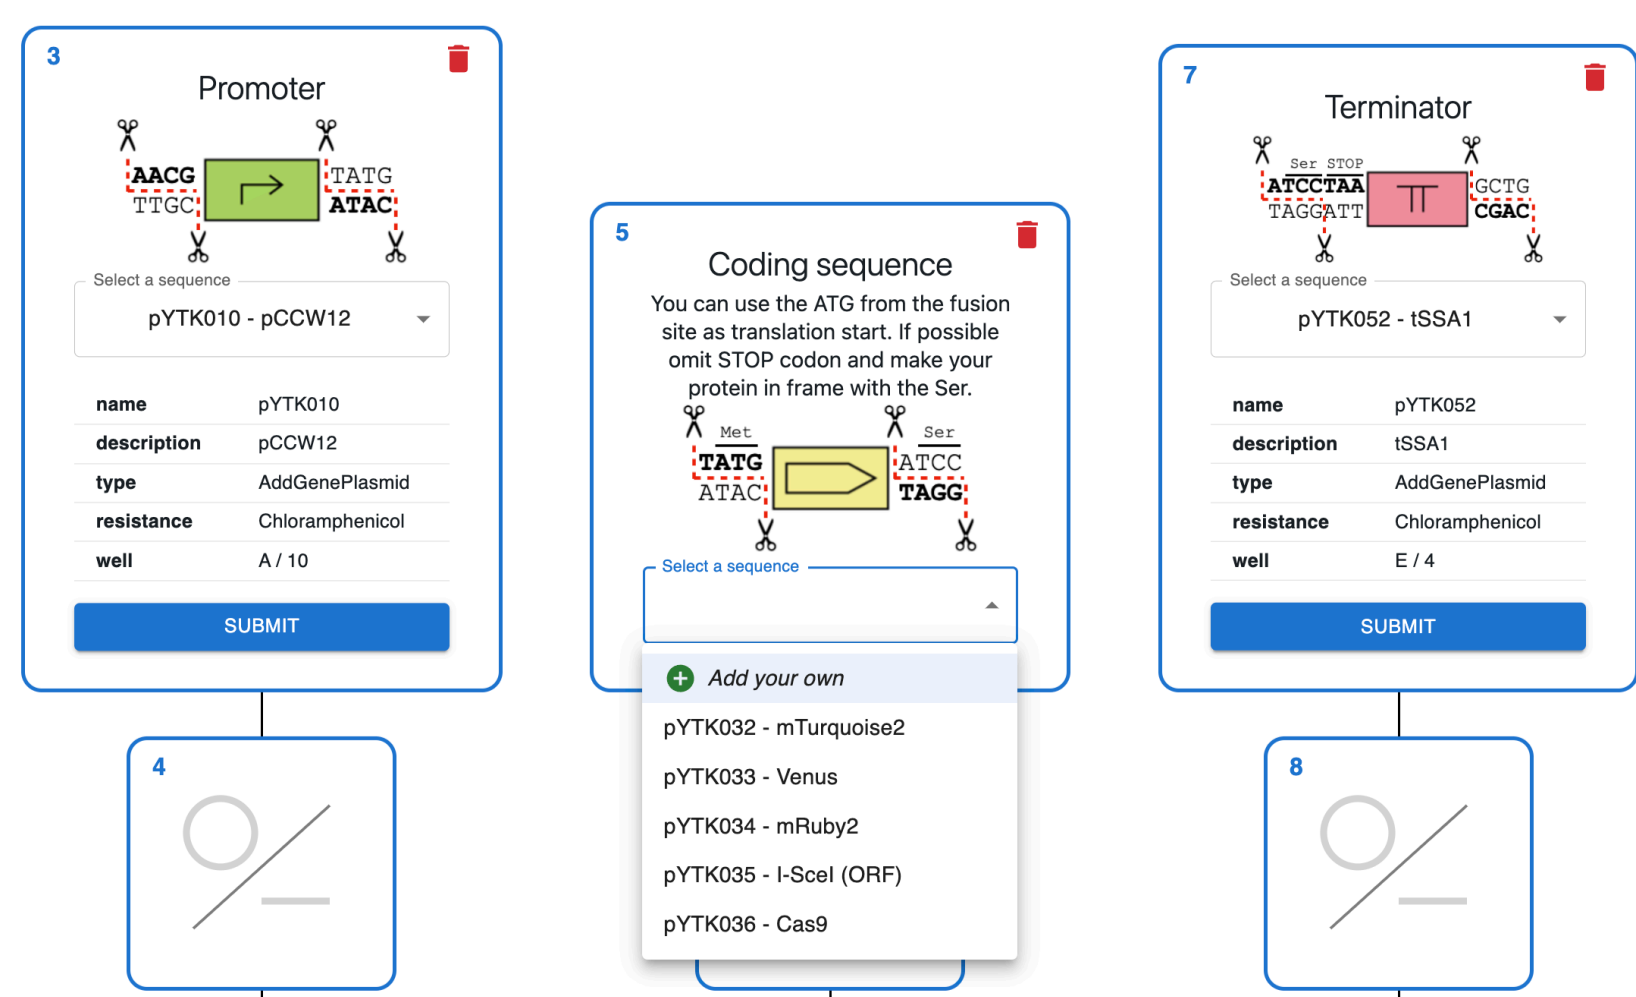 3
Promoter
AACG TATG
TTGC ATAC
Select a sequence
pYTK010 - pCCW12
name pYTK010
description pCCW12
type AddGenePlasmid
resistance Chloramphenicol
well A / 10
SUBMIT
4
5
Coding sequence
You can use the ATG from the fusion
site as translation start. If possible
omit STOP codon and make your
protein in frame with the Ser.
Met Ser
TATG ATCC
ATAC TAGG
Select a sequence
Add your own
pYTK032 - mTurquoise2
pYTK033 - Venus
pYTK034 - mRuby2
pYTK035 - I-SceI (ORF)
pYTK036 - Cas9
7
Terminator
Ser STOP
ATCCTAA GCTG
TAGGATT CGAC
Select a sequence
pYTK052 - tSSA1
name pYTK052
description tSSA1
type AddGenePlasmid
resistance Chloramphenicol
well E / 4
SUBMIT
8